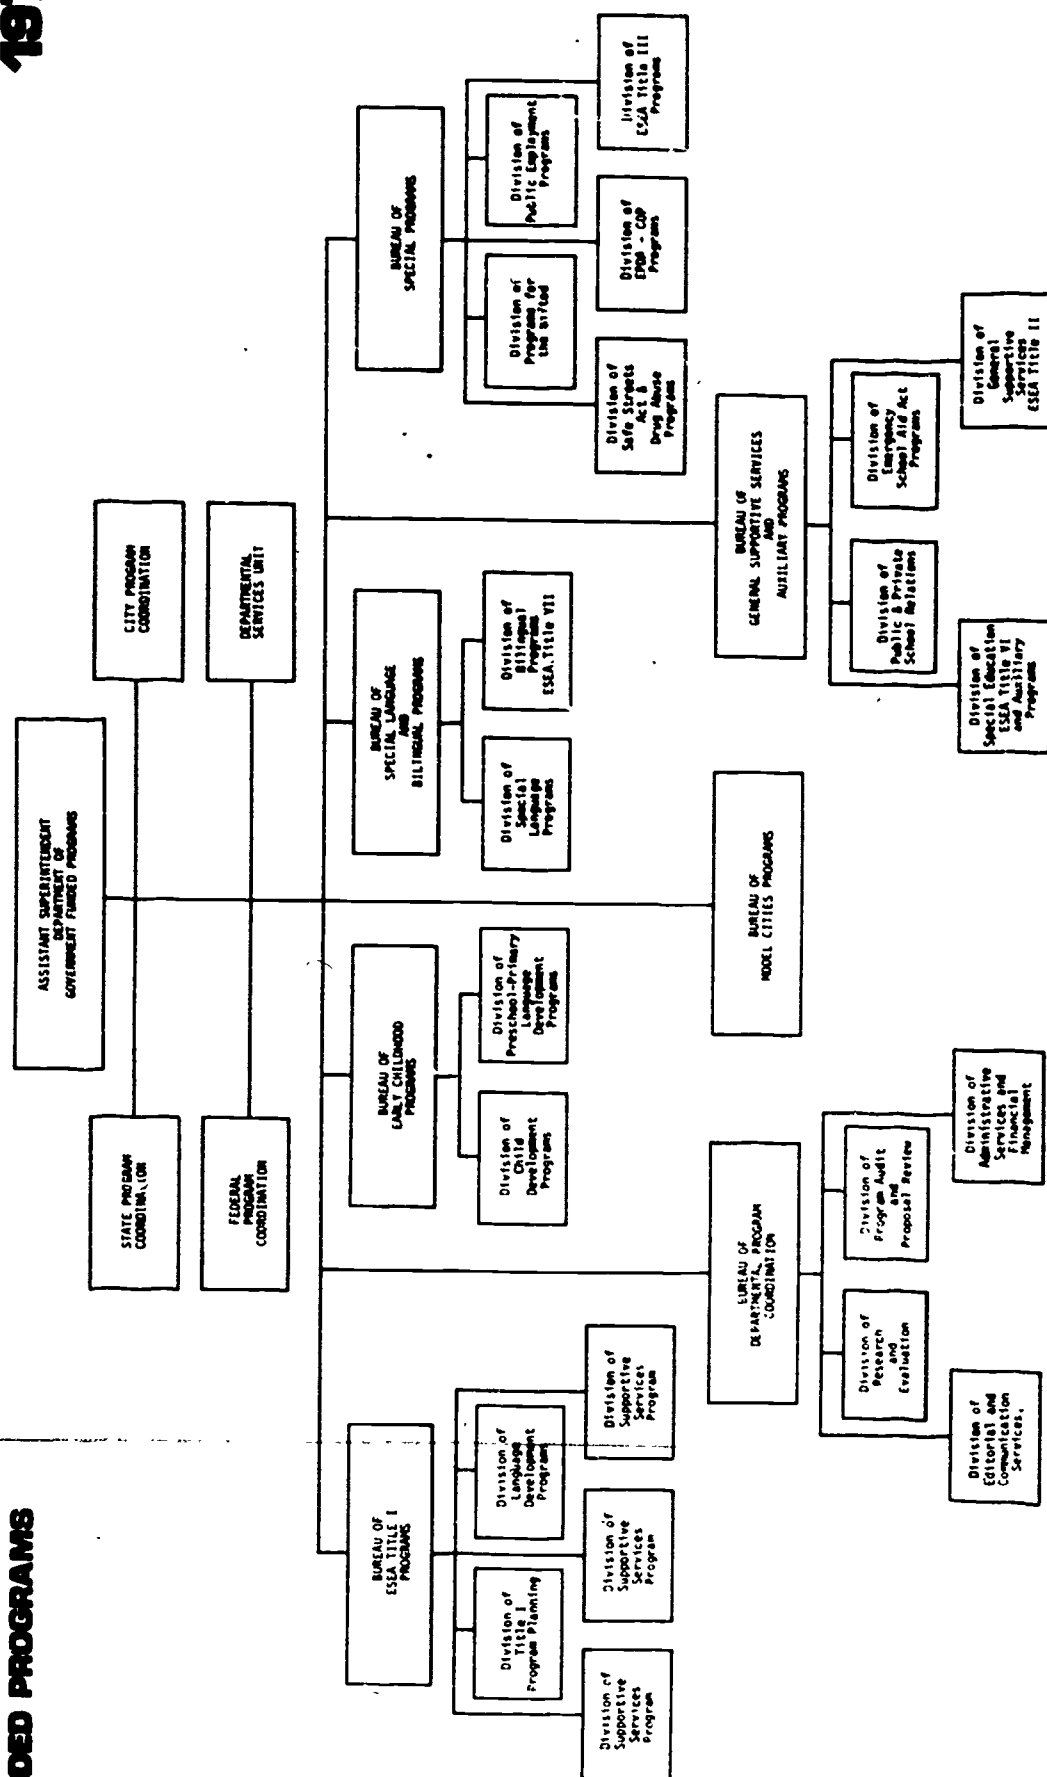 DED PROGRAMS
19
ASSISTANT SUPERINTENDENT
DEPARTMENT OF
GOVERNMENT FUNDED PROGRAMS
STATE PROGRAM
COORDINATION
CITY PROGRAM
COORDINATION
FEDERAL
PROGRAM
COORDINATION
DEPARTMENTAL
SERVICES UNIT
BUREAU OF
ESEA TITLE I
PROGRAMS
BUREAU OF
EARLY CHILDHOOD
PROGRAMS
BUREAU OF
SPECIAL LANGUAGE
AND
BILINGUAL PROGRAMS
BUREAU OF
SPECIAL PROGRAMS
Division of
Title I
Program Planning
Division of
Language
Development
Programs
Division of
Supportive
Services
Program
Division of
Supportive
Services
Program
Division of
Supportive
Services
Program
Division of
Child
Development
Programs
Division of
Preschool-Primary
Language
Development
Programs
Division of
Special
Language
Programs
Division of
Bilingual
Programs
ESEA Title VII
Division of
Programs for
the Gifted
Division of
Public Employment
Programs
Division of
Safe Streets
Act &
Drug Abuse
Programs
Division of
EPDA - COP
Programs
Division of
ESEA Title III
Programs
BUREAU OF
DEPARTMENTAL PROGRAM
COORDINATION
BUREAU OF
MODEL CITIES PROGRAMS
BUREAU OF
GENERAL SUPPORTIVE SERVICES
AND
AUXILIARY PROGRAMS
Division of
Research
and
Evaluation
Division of
Program Audit
and
Proposal Review
Division of
Editorial and
Communication
Services.
Division of
Administrative
Services and
Financial
Management
Division of
Public & Private
School Relations
Division of
Emergency
School Aid Act
Programs
Division of
Special Education
ESEA Title VI
and Auxiliary
Programs
Division of
General
Supportive
Services
ESEA Title II